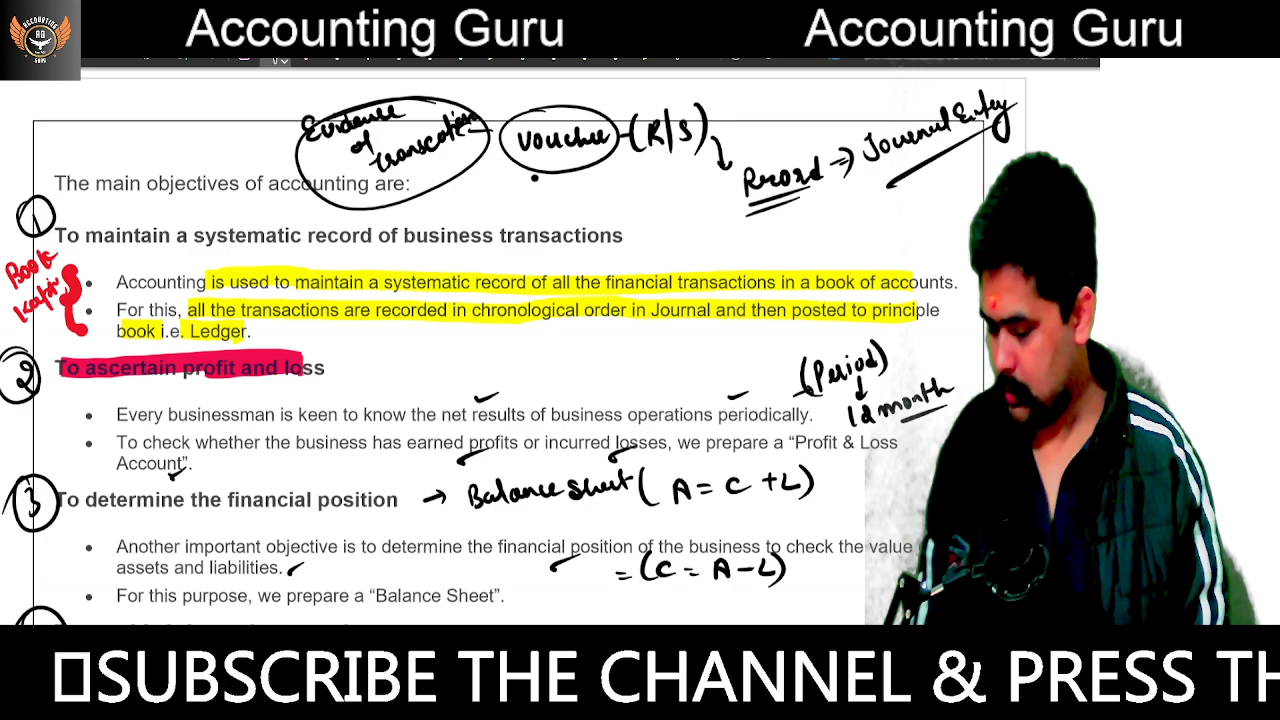 Accounting Guru
Accounting Guru
ACCOUNTING
AG
GURU
Evidence of Transcation - Voucher - (R/S)
Record => Journal Entry
The main objectives of accounting are:
1
To maintain a systematic record of business transactions
Book
• Accounting is used to maintain a systematic record of all the financial transactions in a book of accounts.
• For this, all the transactions are recorded in chronological order in Journal and then posted to principle
book i.e. Ledger.
2
To ascertain profit and loss
(Period)
12 month
• Every businessman is keen to know the net results of business operations periodically.
• To check whether the business has earned profits or incurred losses, we prepare a “Profit & Loss
Account”.
3
To determine the financial position → Balance sheet ( A = C + L)
• Another important objective is to determine the financial position of the business to check the value
assets and liabilities.
= (C = A - L)
• For this purpose, we prepare a “Balance Sheet”.
SUBSCRIBE THE CHANNEL & PRESS TH